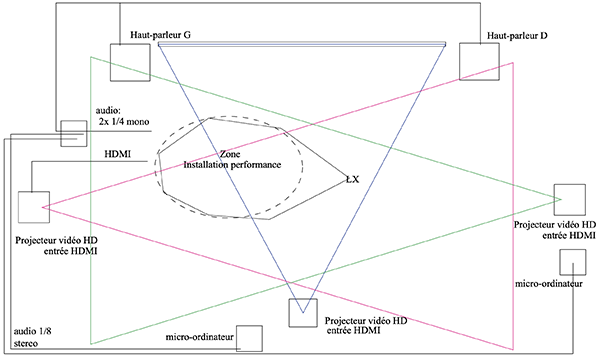 Haut-parleur G
Haut-parleur D
audio:
2x 1/4 mono
HDMI
Zone
Installation performance
LX
Projecteur vidéo HD
entrée HDMI
Projecteur vidéo HD
entrée HDMI
micro-ordinateur
Projecteur vidéo HD
entrée HDMI
audio 1/8
stereo
micro-ordinateur